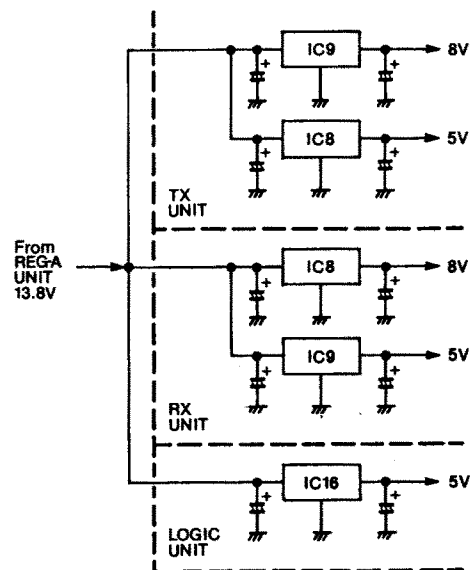 IC9
8V
IC8
5V
TX
UNIT
From
REG-A
UNIT
13.8V
IC8
8V
IC9
5V
RX
UNIT
IC16
5V
LOGIC
UNIT